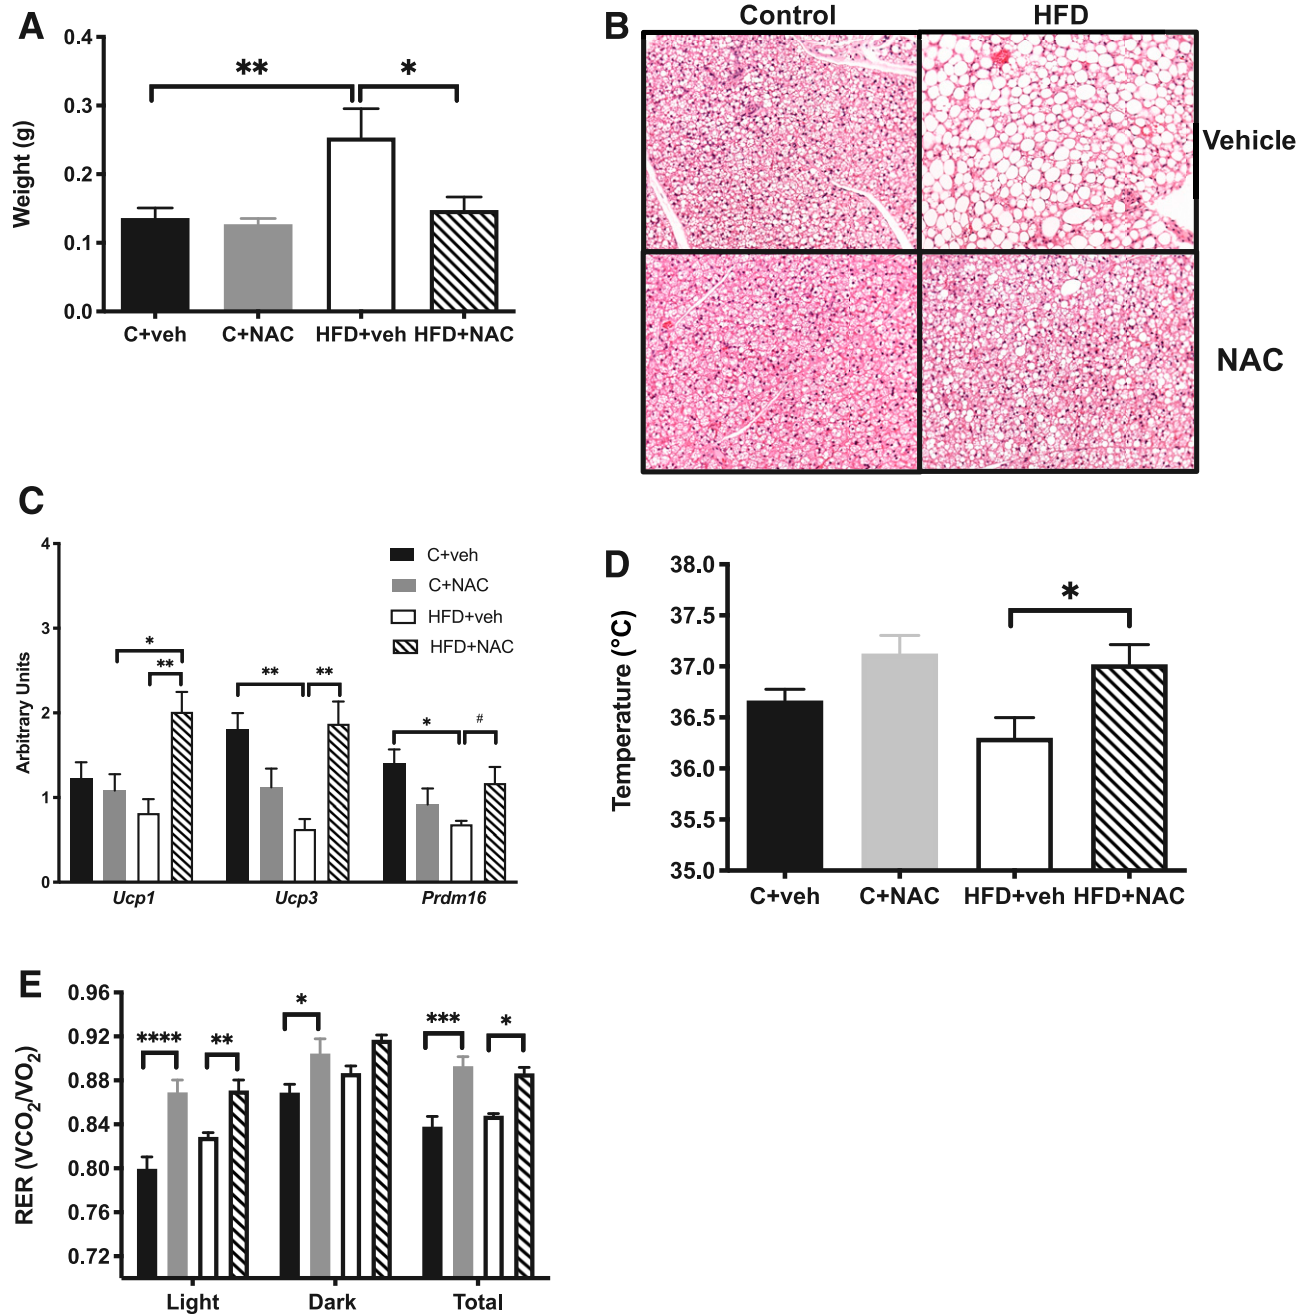 A
Weight (g)
0.4
0.3
0.2
0.1
0.0
** *
C+veh C+NAC HFD+veh HFD+NAC
B
Control HFD
Vehicle
NAC
C
Arbitrary Units
4
3
2
1
0
C+veh
C+NAC
HFD+veh
HFD+NAC
*
**
** **
* #
Ucp1 Ucp3 Prdm16
D
Temperature (°C)
38.0
37.5
37.0
36.5
36.0
35.5
35.0
*
C+veh C+NAC HFD+veh HFD+NAC
E
RER (VCO2/VO2)
0.96
0.92
0.88
0.84
0.80
0.76
0.72
**** **
*
*** *
Light Dark Total